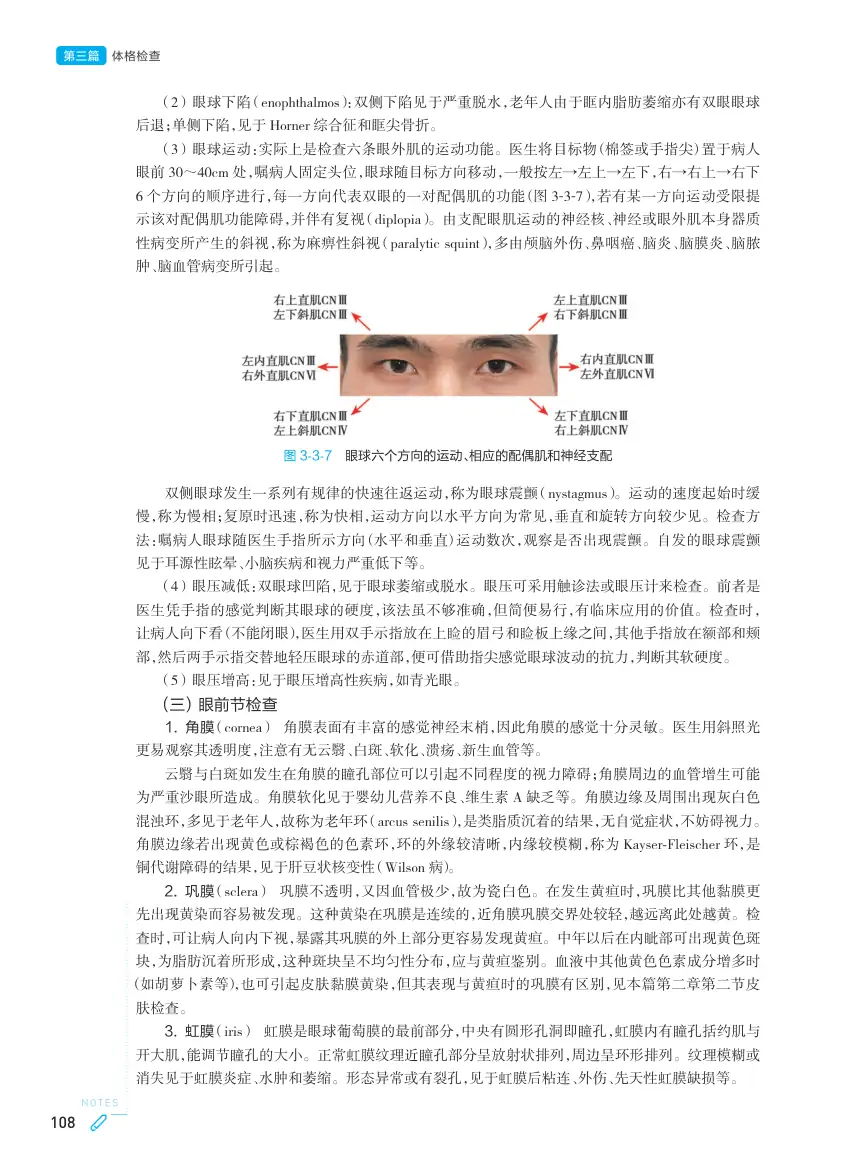 第三篇 体格检查
（2）眼球下陷（enophthalmos）：双侧下陷见于严重脱水，老年人由于眶内脂肪萎缩亦有双眼眼球
后退；单侧下陷，见于 Horner 综合征和眶尖骨折。
（3）眼球运动：实际上是检查六条眼外肌的运动功能。医生将目标物（棉签或手指尖）置于病人
眼前 30～40cm 处，嘱病人固定头位，眼球随目标方向移动，一般按左→左上→左下，右→右上→右下
6 个方向的顺序进行，每一方向代表双眼的一对配偶肌的功能（图 3-3-7），若有某一方向运动受限提
示该对配偶肌功能障碍，并伴有复视（diplopia）。由支配眼肌运动的神经核、神经或眼外肌本身器质
性病变所产生的斜视，称为麻痹性斜视（paralytic squint），多由颅脑外伤、鼻咽癌、脑炎、脑膜炎、脑脓
肿、脑血管病变所引起。
右上直肌CNⅢ
左下斜肌CNⅢ
左上直肌CNⅢ
右下斜肌CNⅢ
左内直肌CNⅢ
右外直肌CNⅥ
右内直肌CNⅢ
左外直肌CNⅥ
右下直肌CNⅢ
左上斜肌CNⅣ
左下直肌CNⅢ
右上斜肌CNⅣ
图 3-3-7 眼球六个方向的运动、相应的配偶肌和神经支配
双侧眼球发生一系列有规律的快速往返运动，称为眼球震颤（nystagmus）。运动的速度起始时缓
慢，称为慢相；复原时迅速，称为快相，运动方向以水平方向为常见，垂直和旋转方向较少见。检查方
法：嘱病人眼球随医生手指所示方向（水平和垂直）运动数次，观察是否出现震颤。自发的眼球震颤
见于耳源性眩晕、小脑疾病和视力严重低下等。
（4）眼压减低：双眼球凹陷，见于眼球萎缩或脱水。眼压可采用触诊法或眼压计来检查。前者是
医生凭手指的感觉判断其眼球的硬度，该法虽不够准确，但简便易行，有临床应用的价值。检查时，
让病人向下看（不能闭眼），医生用双手示指放在上睑的眉弓和睑板上缘之间，其他手指放在额部和颊
部，然后两手示指交替地轻压眼球的赤道部，便可借助指尖感觉眼球波动的抗力，判断其软硬度。
（5）眼压增高：见于眼压增高性疾病，如青光眼。
（三）眼前节检查
1. 角膜（cornea） 角膜表面有丰富的感觉神经末梢，因此角膜的感觉十分灵敏。医生用斜照光
更易观察其透明度，注意有无云翳、白斑、软化、溃疡、新生血管等。
云翳与白斑如发生在角膜的瞳孔部位可以引起不同程度的视力障碍；角膜周边的血管增生可能
为严重沙眼所造成。角膜软化见于婴幼儿营养不良、维生素 A 缺乏等。角膜边缘及周围出现灰白色
混浊环，多见于老年人，故称为老年环（arcus senilis），是类脂质沉着的结果，无自觉症状，不妨碍视力。
角膜边缘若出现黄色或棕褐色的色素环，环的外缘较清晰，内缘较模糊，称为 Kayser-Fleischer 环，是
铜代谢障碍的结果，见于肝豆状核变性（Wilson 病）。
2. 巩膜（sclera） 巩膜不透明，又因血管极少，故为瓷白色。在发生黄疸时，巩膜比其他黏膜更
先出现黄染而容易被发现。这种黄染在巩膜是连续的，近角膜巩膜交界处较轻，越远离此处越黄。检
查时，可让病人向内下视，暴露其巩膜的外上部分更容易发现黄疸。中年以后在内眦部可出现黄色斑
块，为脂肪沉着所形成，这种斑块呈不均匀性分布，应与黄疸鉴别。血液中其他黄色色素成分增多时
（如胡萝卜素等），也可引起皮肤黏膜黄染，但其表现与黄疸时的巩膜有区别，见本篇第二章第二节皮
肤检查。
3. 虹膜（iris） 虹膜是眼球葡萄膜的最前部分，中央有圆形孔洞即瞳孔，虹膜内有瞳孔括约肌与
开大肌，能调节瞳孔的大小。正常虹膜纹理近瞳孔部分呈放射状排列，周边呈环形排列。纹理模糊或
消失见于虹膜炎症、水肿和萎缩。形态异常或有裂孔，见于虹膜后粘连、外伤、先天性虹膜缺损等。
NOTES
108